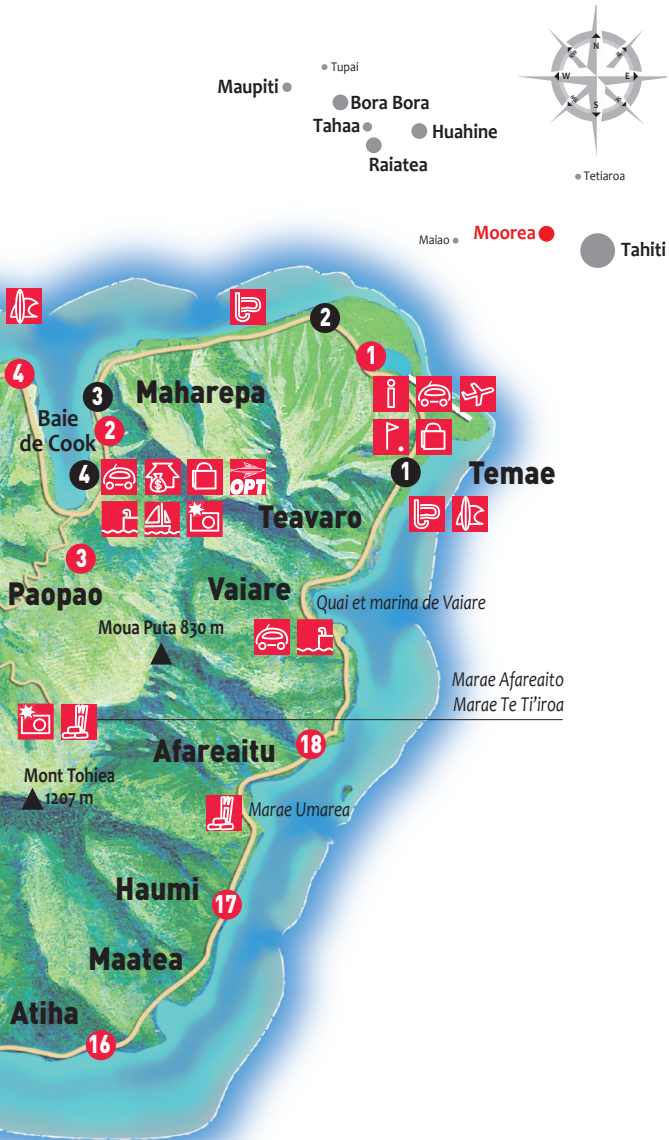 Tupai
Maupiti
Bora Bora
Tahaa
Huahine
Raiatea
N
W E
S
Tetiaroa
Maiao
Moorea
Tahiti
2
1
4
3
Maharepa
Baie
de Cook
2
4
OPT
1
Temae
Teavaro
3
Paopao
Vaiare
Quai et marina de Vaiare
Moua Puta 830 m
Marae Afareaito
Marae Te Ti'iroa
Afareaitu
18
Mont Tohiea
1207 m
Marae Umarea
Haumi
17
Maatea
Atiha
16